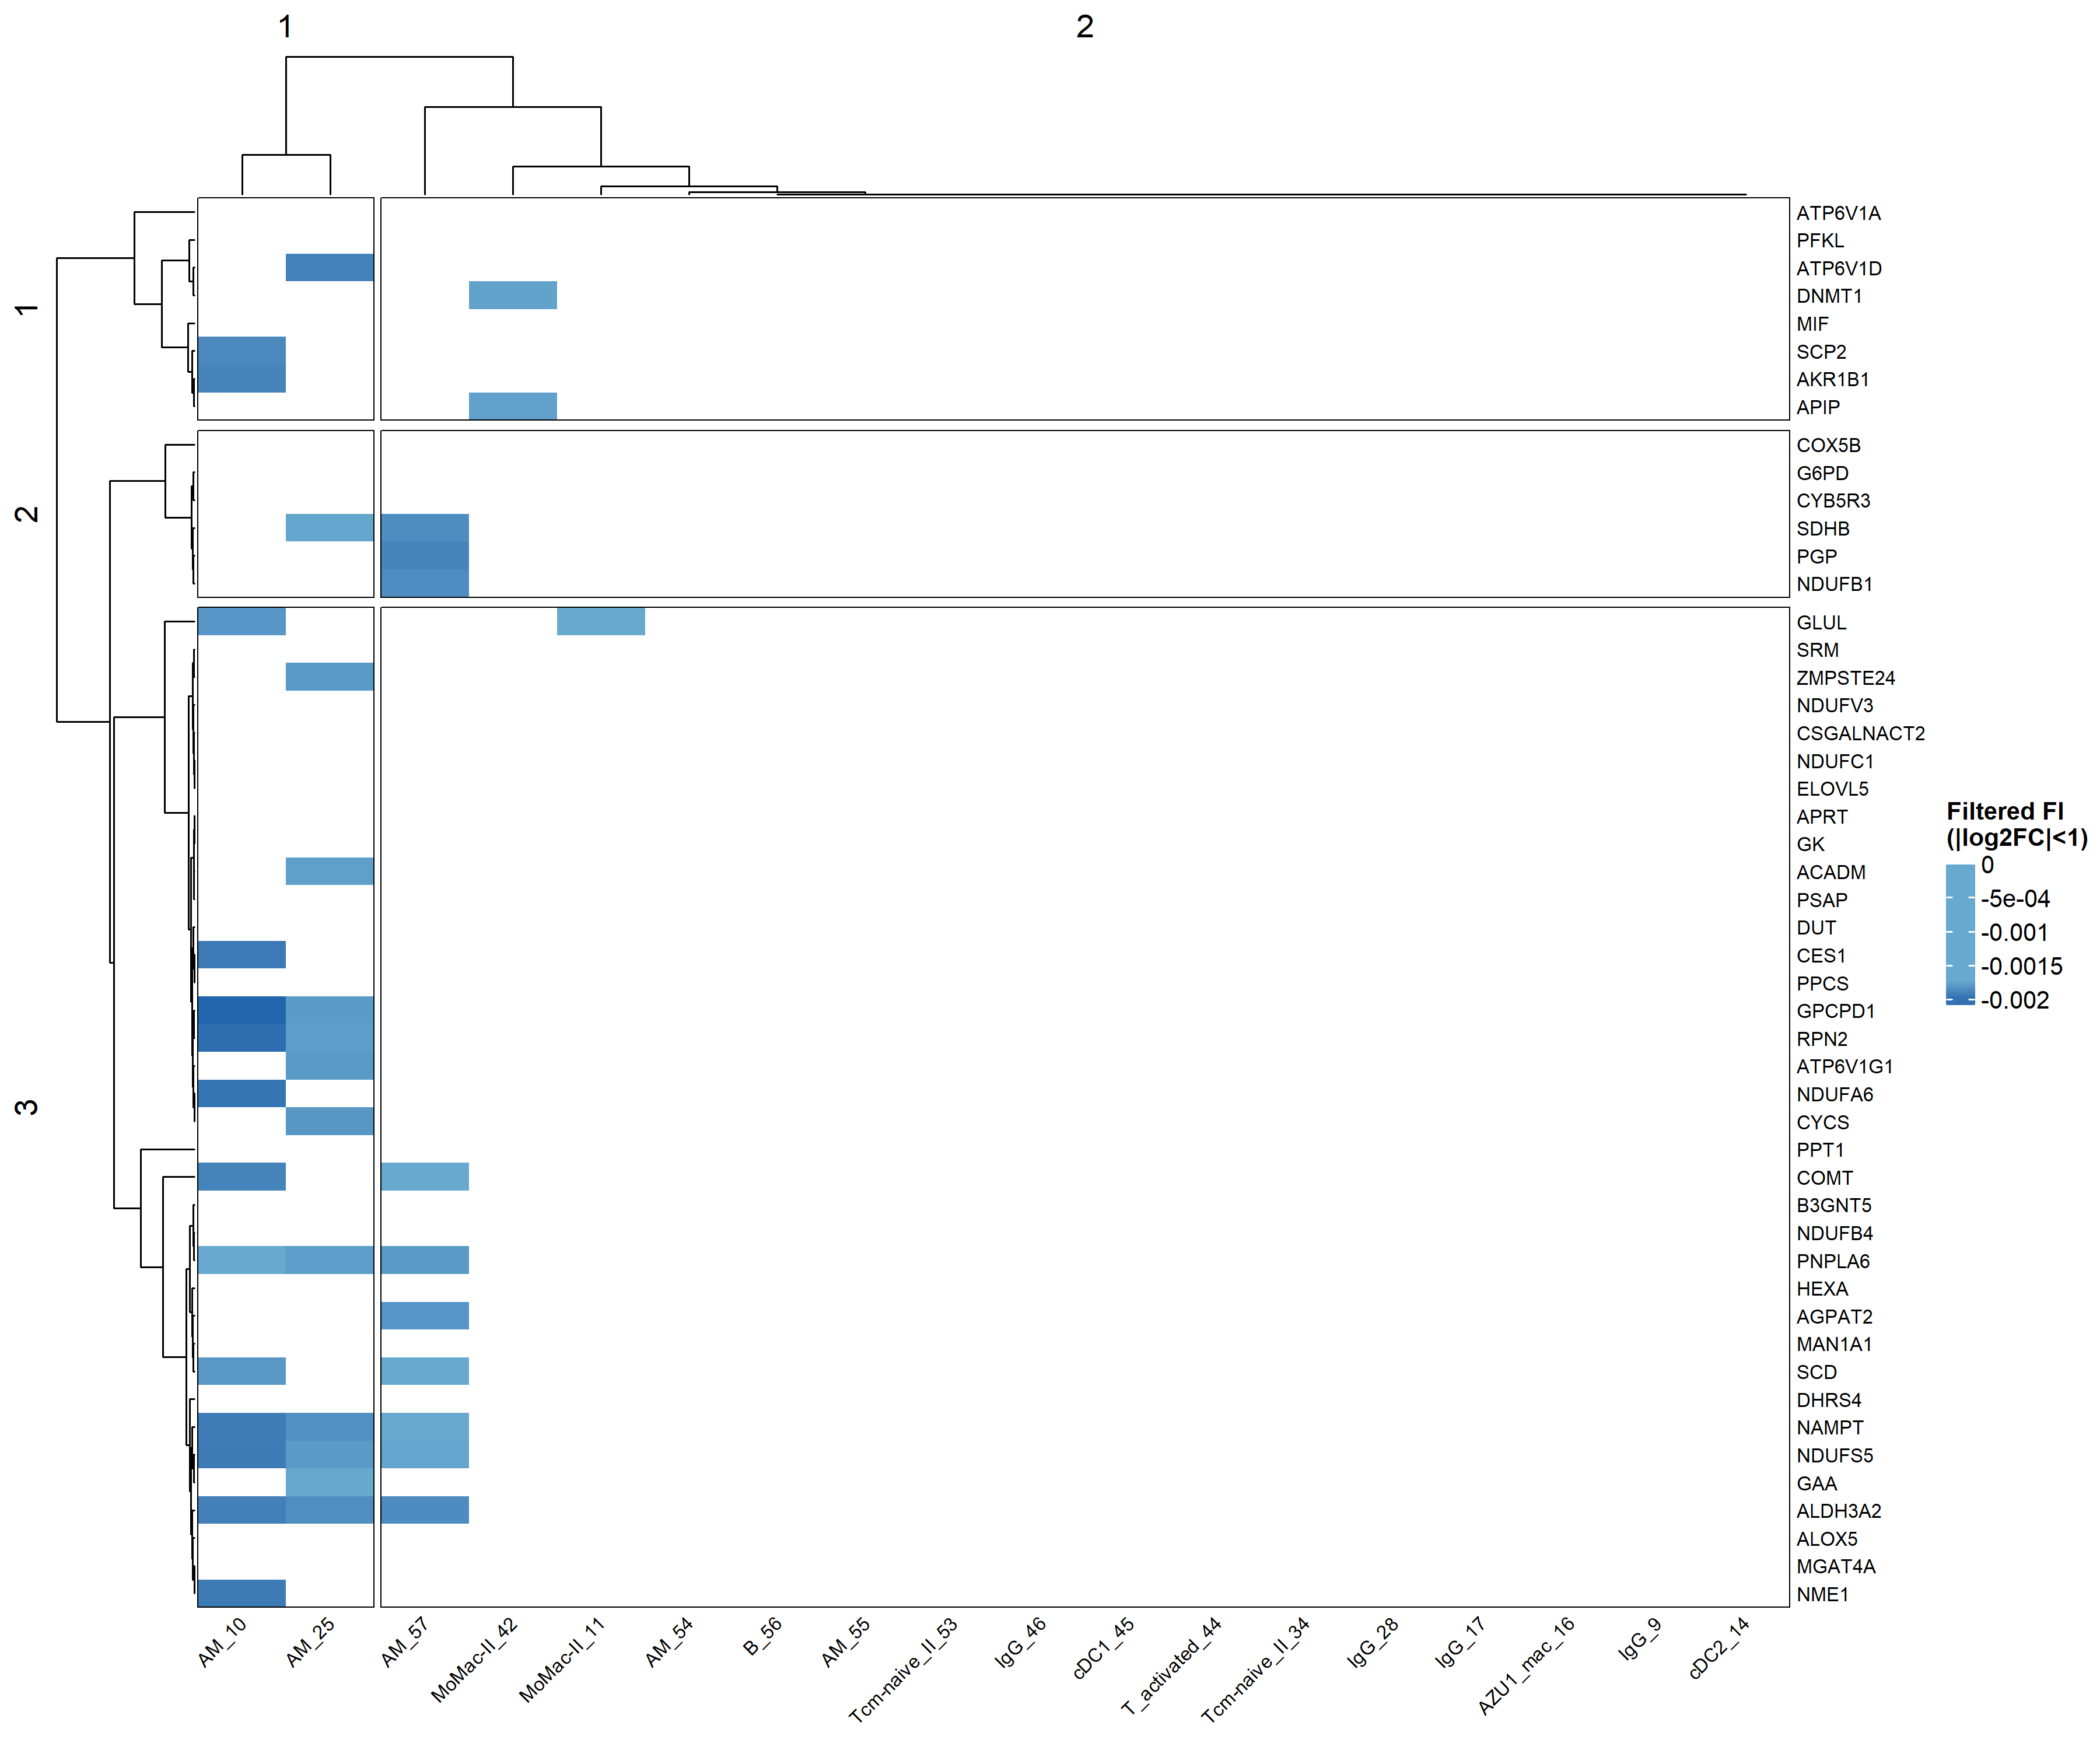 1
2
1
2
3
ATP6V1A
PFKL
ATP6V1D
DNMT1
MIF
SCP2
AKR1B1
APIP
COX5B
G6PD
CYB5R3
SDHB
PGP
NDUFB1
GLUL
SRM
ZMPSTE24
NDUFV3
CSGALNACT2
NDUFC1
ELOVL5
APRT
GK
ACADM
PSAP
DUT
CES1
PPCS
GPCPD1
RPN2
ATP6V1G1
NDUFA6
CYCS
PPT1
COMT
B3GNT5
NDUFB4
PNPLA6
HEXA
AGPAT2
MAN1A1
SCD
DHRS4
NAMPT
NDUFS5
GAA
ALDH3A2
ALOX5
MGAT4A
NME1
Filtered FI
(|log2FC|<1)
0
-5e-04
-0.001
-0.0015
-0.002
AM_10
AM_25
AM_57
MoMac-II_42
MoMac-II_11
AM_54
B_56
AM_55
Tcm-naive_II_53
IgG_46
cDC1_45
T_activated_44
Tcm-naive_II_34
IgG_28
IgG_17
AZU1_mac_16
IgG_9
cDC2_14